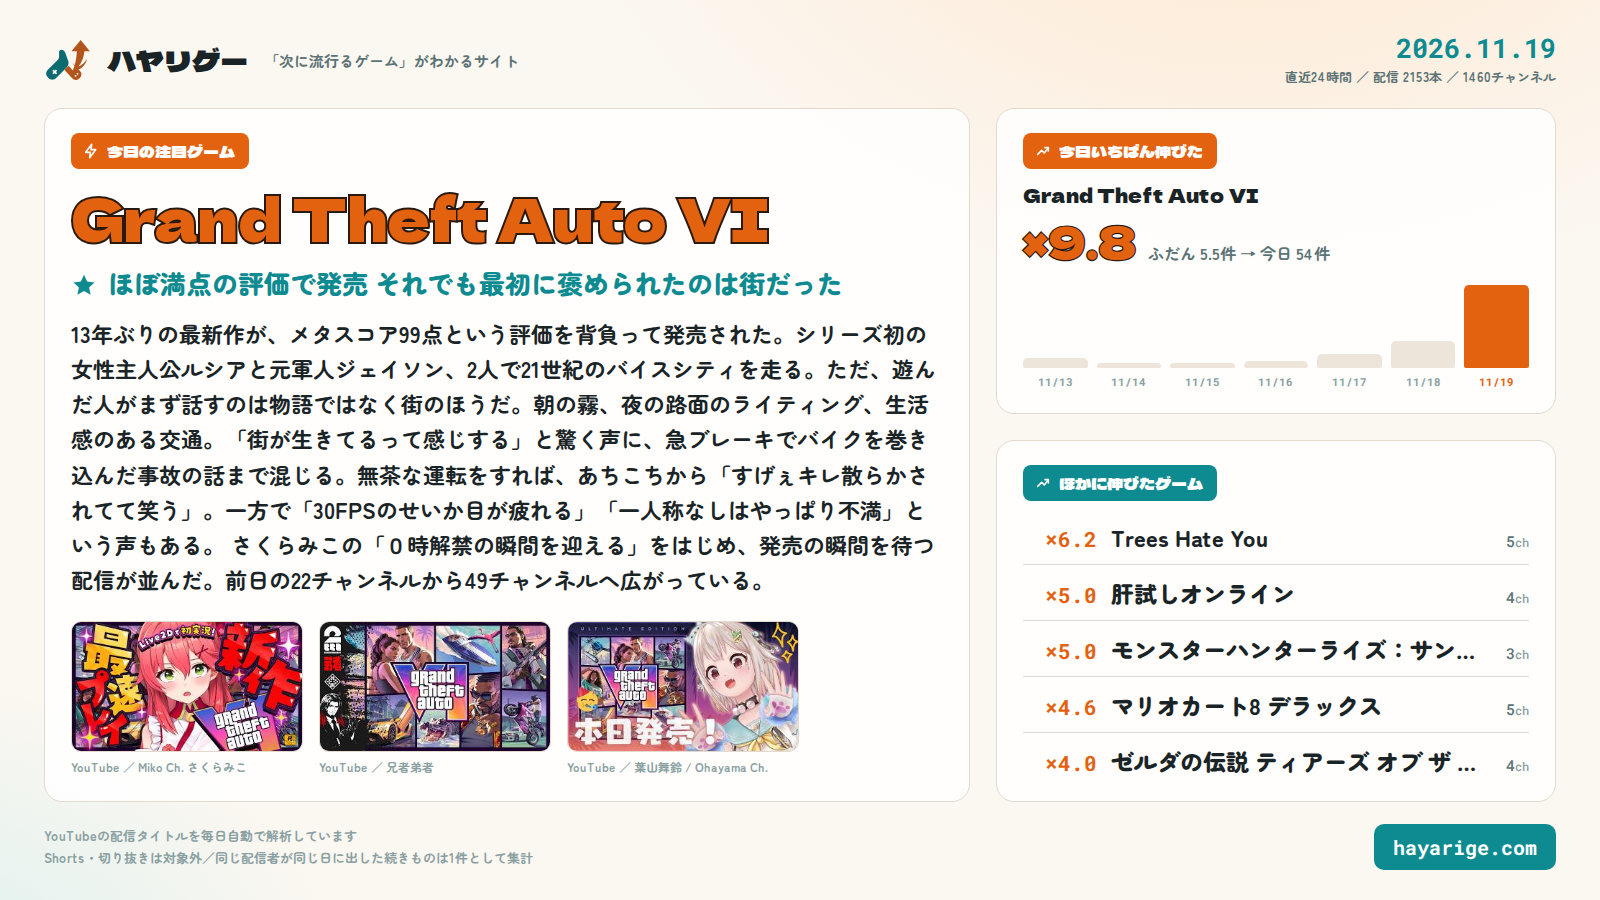 ハヤリゲー
「次に流行るゲーム」がわかるサイト
2026.11.19
直近24時間 ／ 配信 2153本 ／ 1460チャンネル
今日の注目ゲーム
Grand Theft Auto VI
★ ほぼ満点の評価で発売 それでも最初に褒められたのは街だった
13年ぶりの最新作が、メタスコア99点という評価を背負って発売された。シリーズ初の
女性主人公ルシアと元軍人ジェイソン、2人で21世紀のバイスシティを走る。ただ、遊ん
だ人がまず話すのは物語ではなく街のほうだ。朝の霧、夜の路面のライティング、生活
感のある交通。「街が生きてるって感じする」と驚く声に、急ブレーキでバイクを巻き
込んだ事故の話まで混じる。無茶な運転をすれば、あちこちから「すげぇキレ散らかさ
れてて笑う」。一方で「30FPSのせいか目が疲れる」「一人称なしはやっぱり不満」と
いう声もある。 さくらみこの「０時解禁の瞬間を迎える」をはじめ、発売の瞬間を待つ
配信が並んだ。前日の22チャンネルから49チャンネルへ広がっている。
Live2Dで初実況!
最速プレイ
新作
grand
theft
auto
YouTube ／ Miko Ch. さくらみこ
grand
theft
auto
VI
YouTube ／ 兄者弟者
ULTIMATE EDITION
grand
theft
auto
本日発売！
YouTube ／ 葉山舞鈴 / Ohayama Ch.
今日いちばん伸びた
Grand Theft Auto VI
×9.8 ふだん 5.5件 → 今日 54件
11/13 11/14 11/15 11/16 11/17 11/18 11/19
ほかに伸びたゲーム
×6.2 Trees Hate You 5ch
×5.0 肝試しオンライン 4ch
×5.0 モンスターハンターライズ：サン… 3ch
×4.6 マリオカート8 デラックス 5ch
×4.0 ゼルダの伝説 ティアーズ オブ ザ … 4ch
YouTubeの配信タイトルを毎日自動で解析しています
Shorts・切り抜きは対象外／同じ配信者が同じ日に出した続きものは1件として集計
hayarige.com